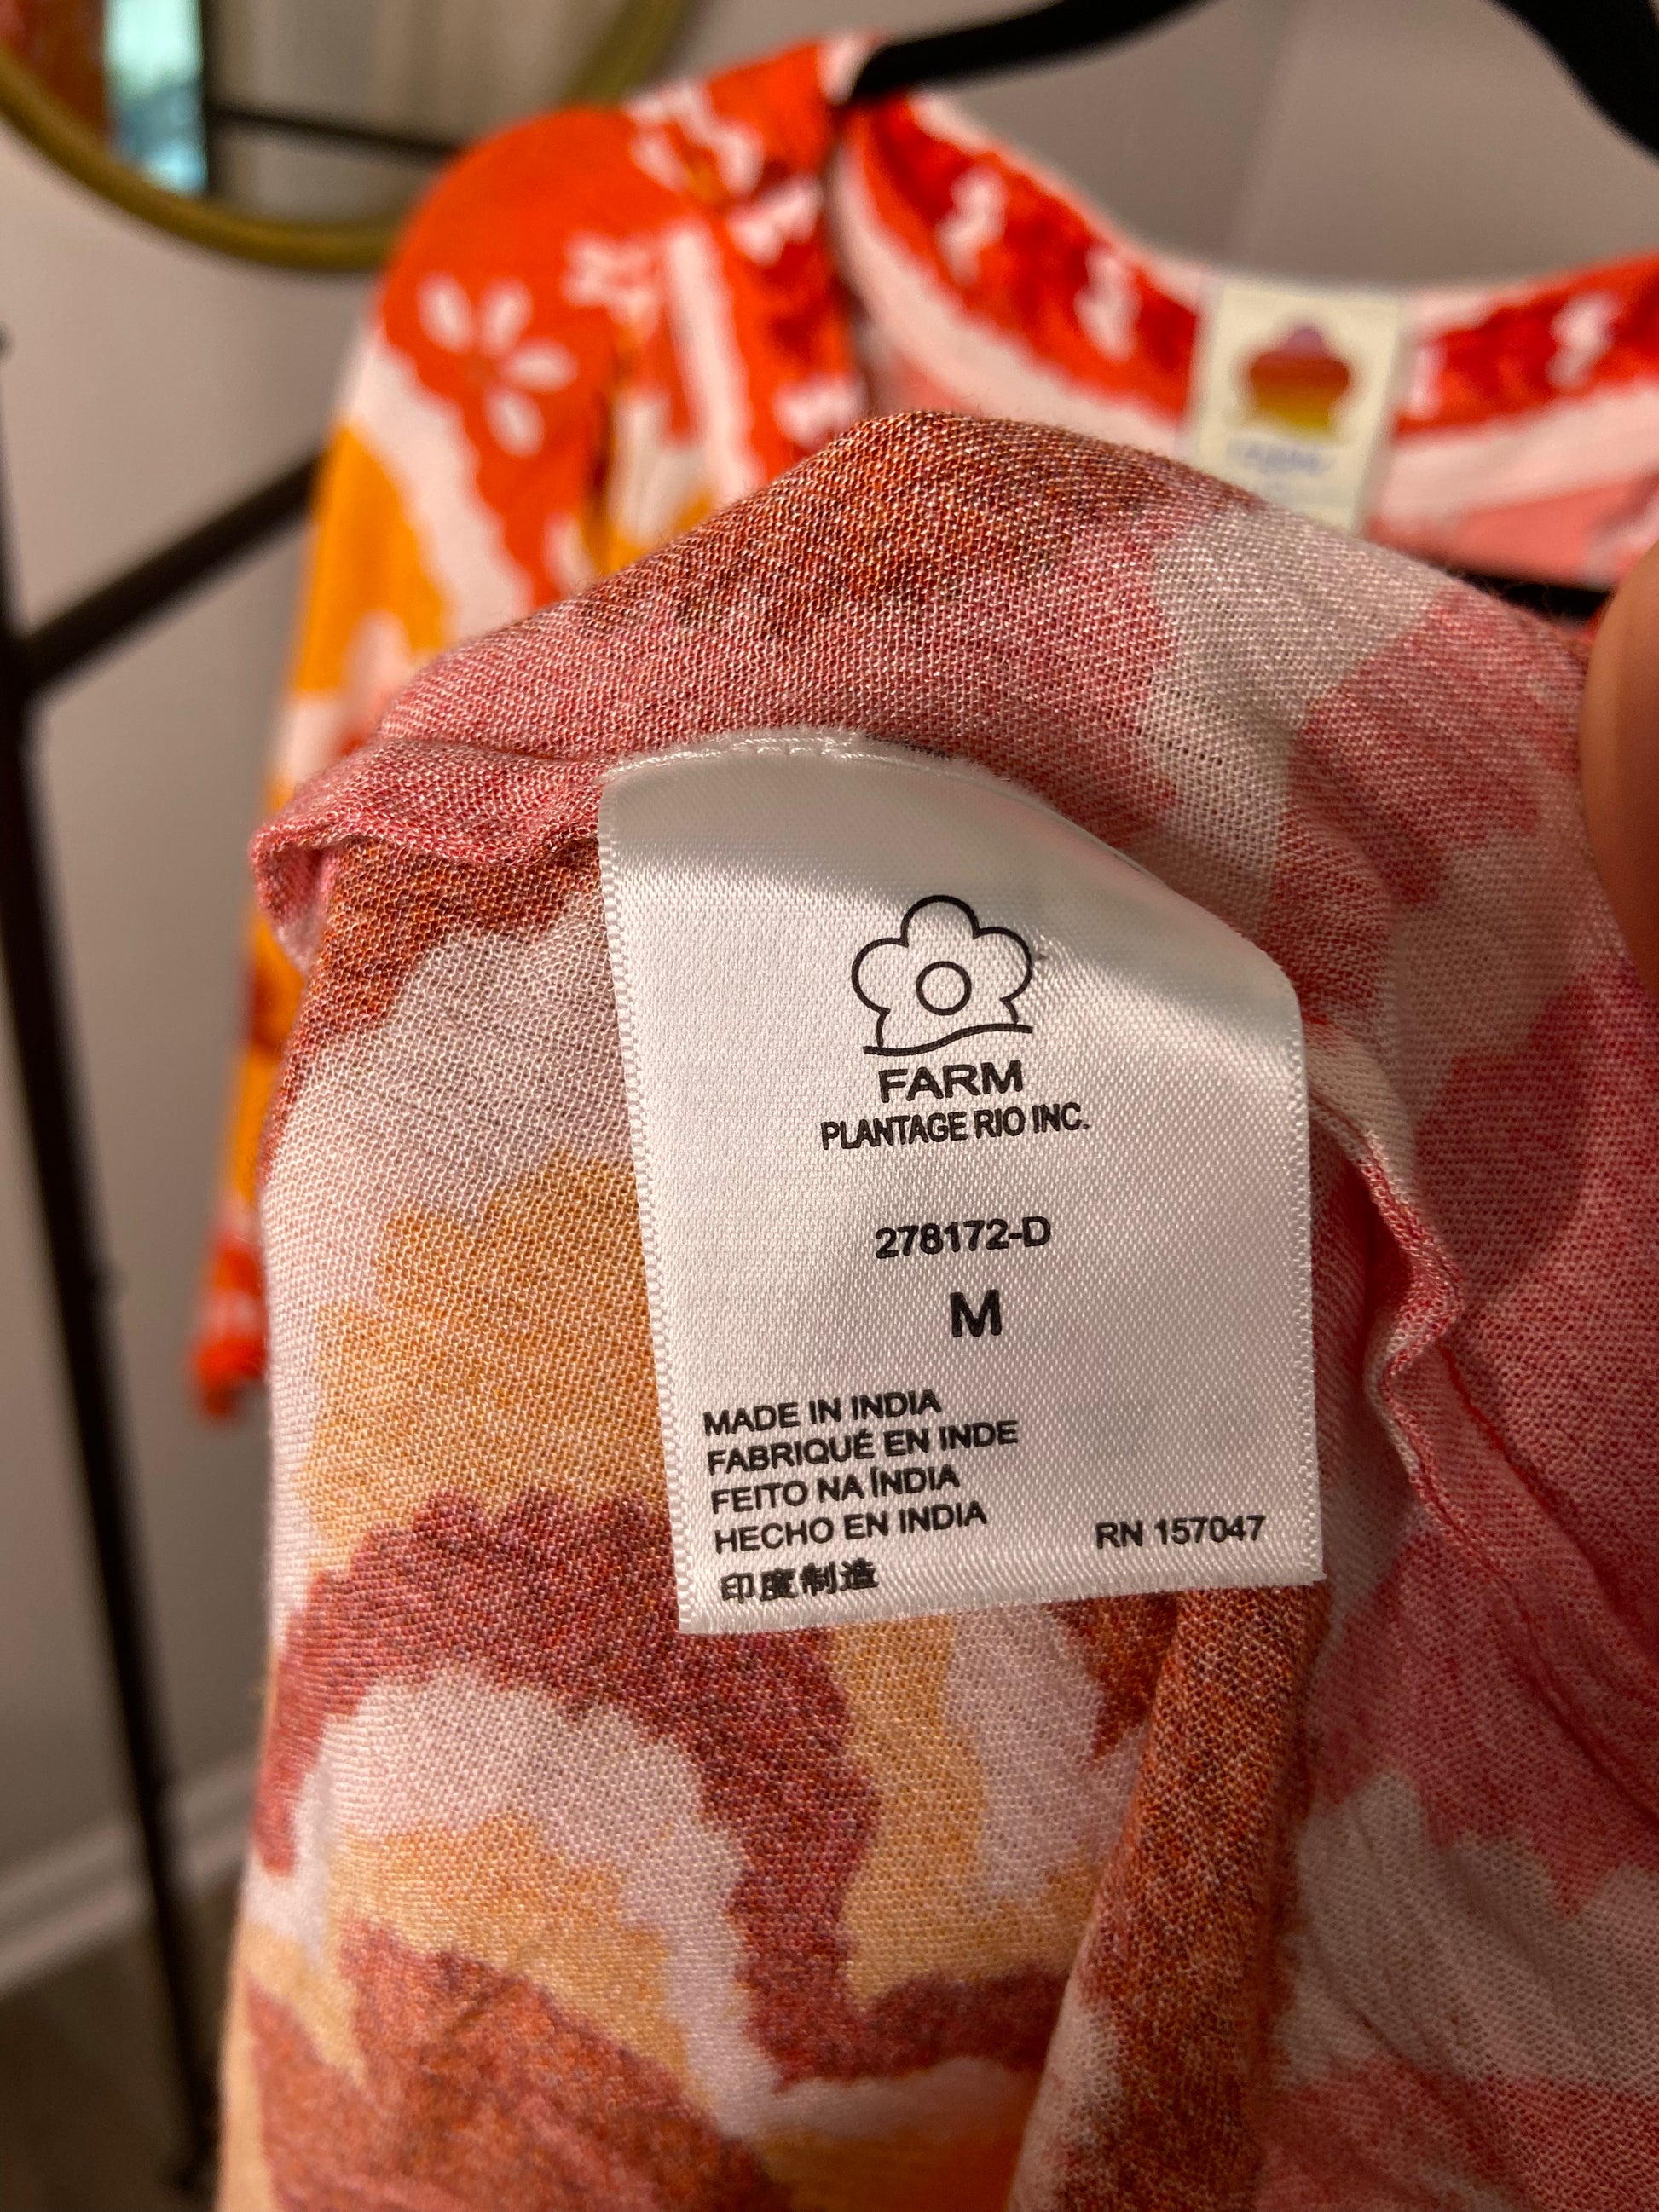 FARM
PLANTAGE RIO INC.
278172-D
M
MADE IN INDIA
FABRIQUÉ EN INDE
FEITO NA ÍNDIA
HECHO EN INDIA
印度制造
RN 157047